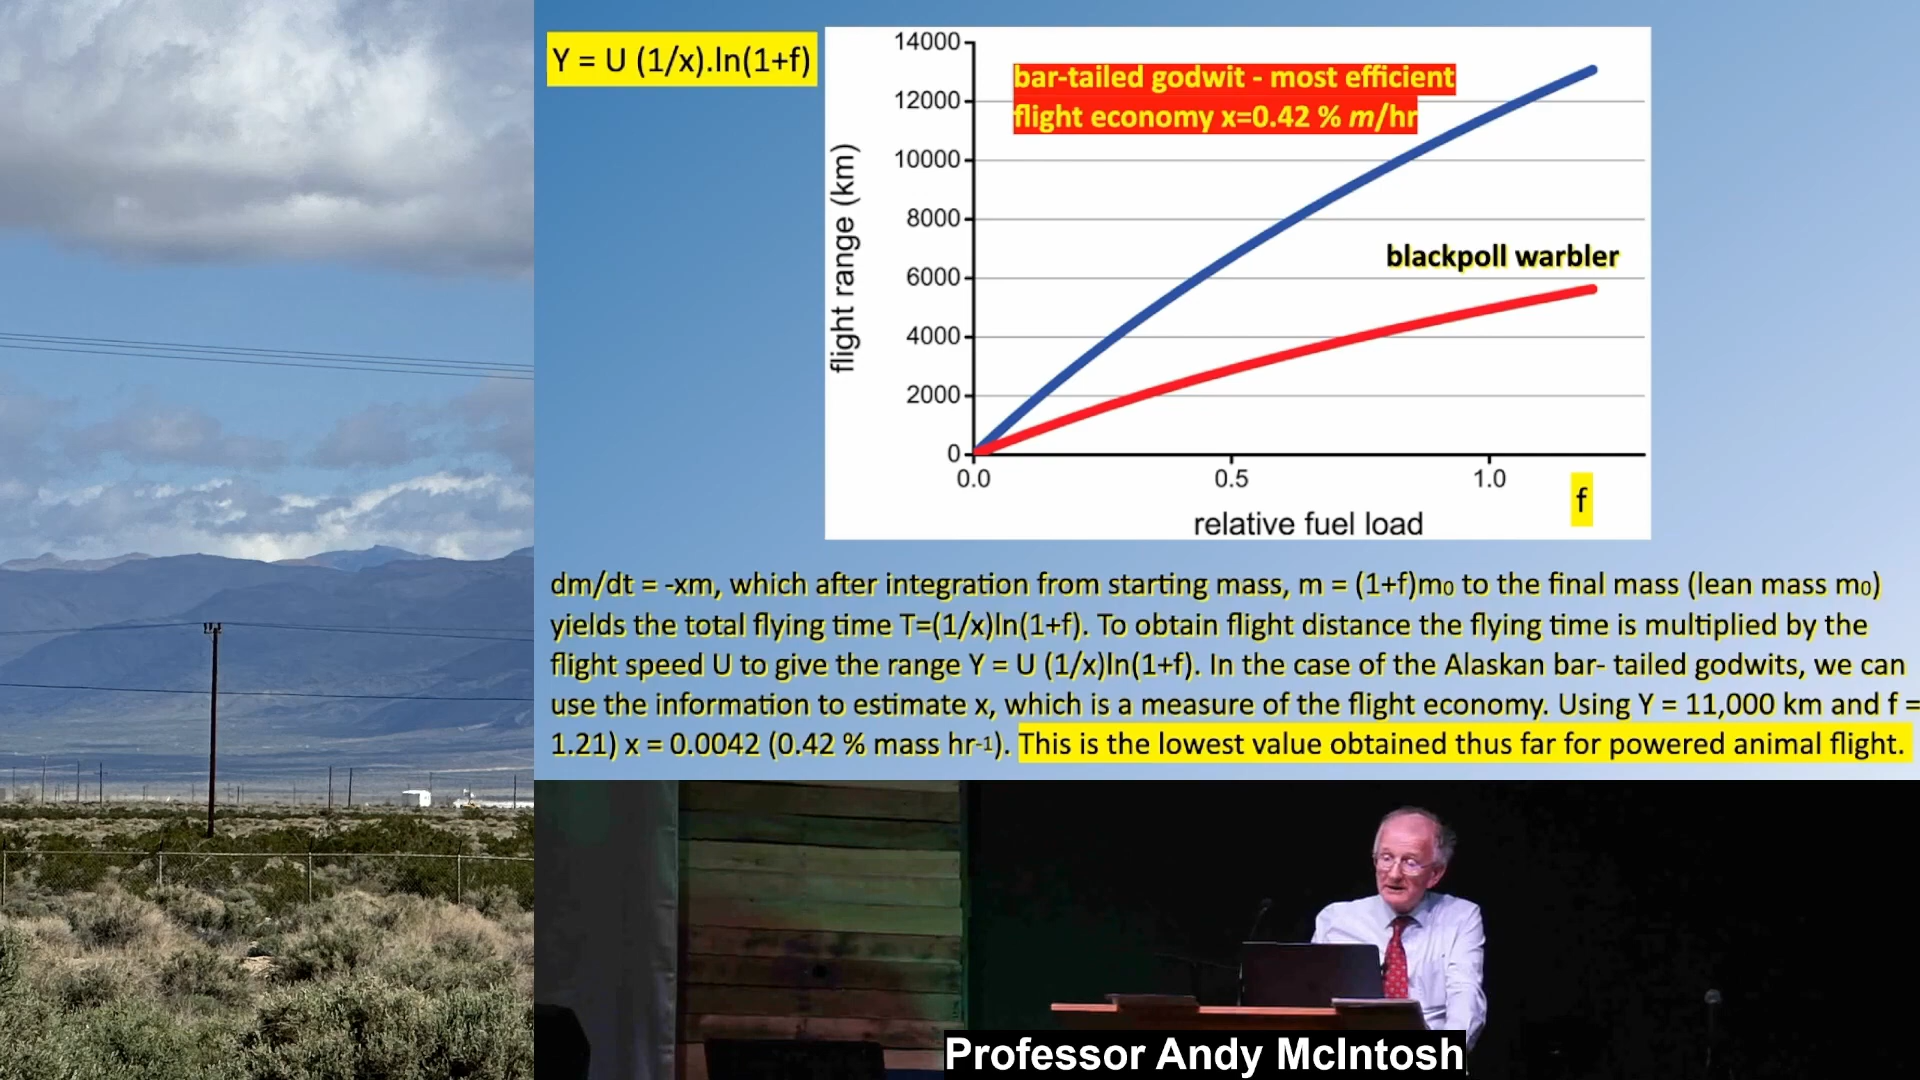 Y = U (1/x).ln(1+f)
14000
12000
10000
8000
6000
4000
2000
0
flight range (km)
bar-tailed godwit - most efficient
flight economy x=0.42 % m/hr
blackpoll warbler
0.0
0.5
1.0
f
relative fuel load
dm/dt = -xm, which after integration from starting mass, m = (1+f)m0 to the final mass (lean mass m0)
yields the total flying time T=(1/x)ln(1+f). To obtain flight distance the flying time is multiplied by the
flight speed U to give the range Y = U (1/x)ln(1+f). In the case of the Alaskan bar- tailed godwits, we can
use the information to estimate x, which is a measure of the flight economy. Using Y = 11,000 km and f =
1.21) x = 0.0042 (0.42 % mass hr-1). This is the lowest value obtained thus far for powered animal flight.
Professor Andy McIntosh